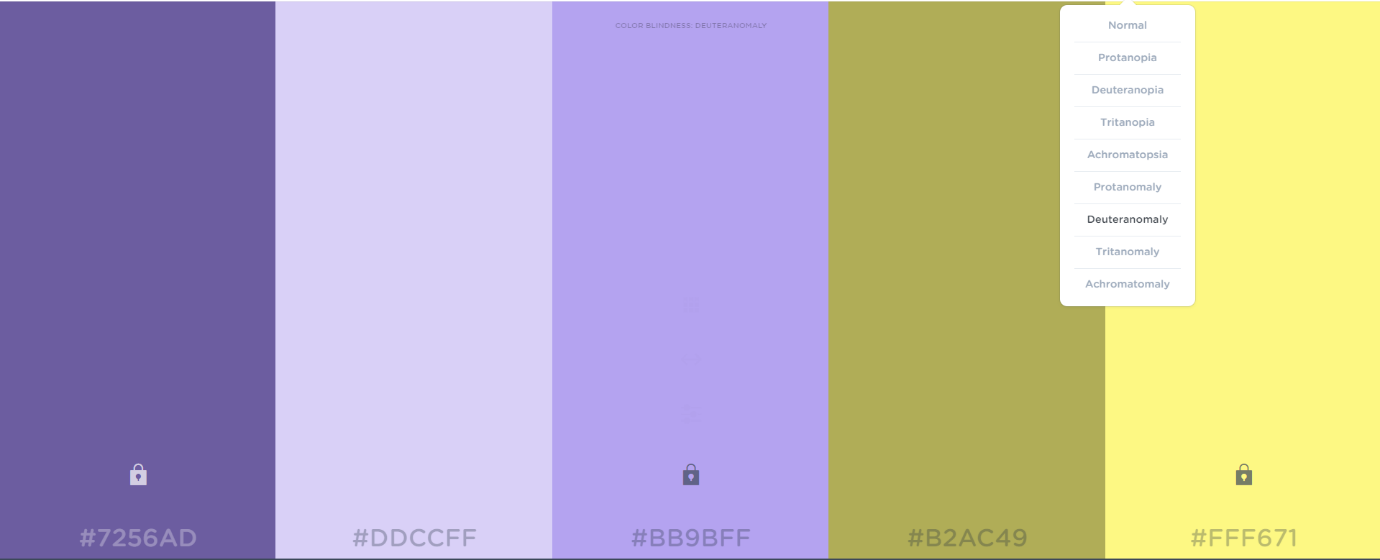 COLOR BLINDNESS: DEUTERANOMALY
Normal
Protanopia
Deuteranopia
Tritanopia
Achromatopsia
Protanomaly
Deuteranomaly
Tritanomaly
Achromatomaly
#7256AD
#DDCCFF
#BB9BFF
#B2AC49
#FFF671